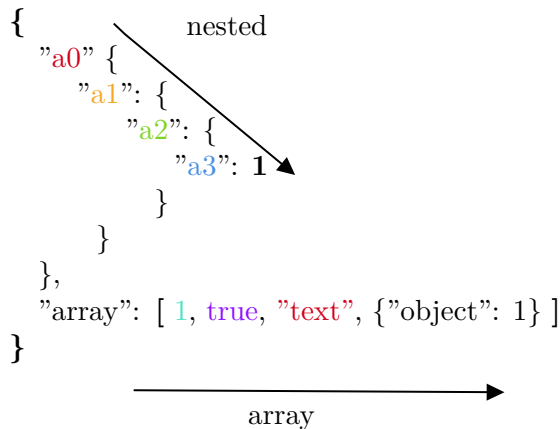 {
nested
”a0” {
”a1”: {
”a2”: {
”a3”: 1
}
}
},
”array”: [ 1, true, ”text”, {”object”: 1} ]
}
array